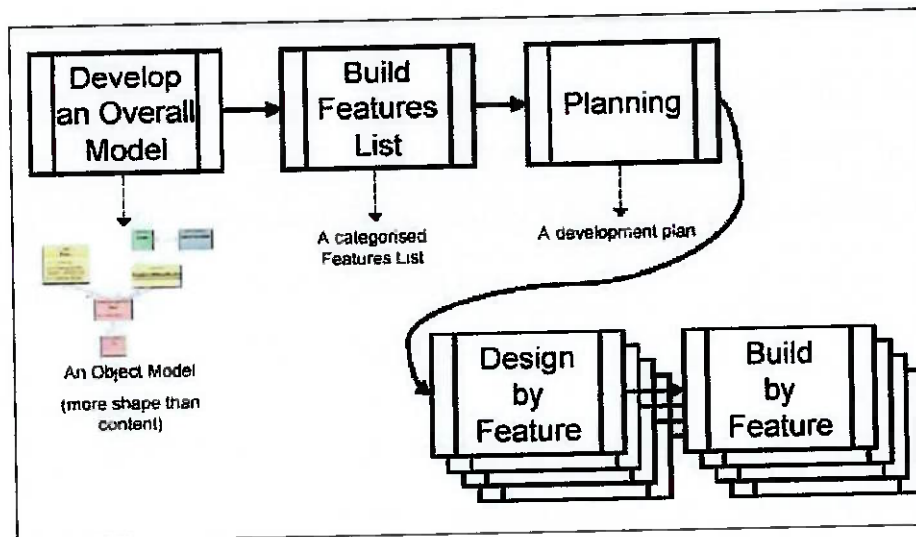 Develop
an Overall
Model
Build
Features
List
Planning
A categorised
Features List
A development plan
An Object Model
(more shape than
content)
Design
by
Feature
Build
by
Feature